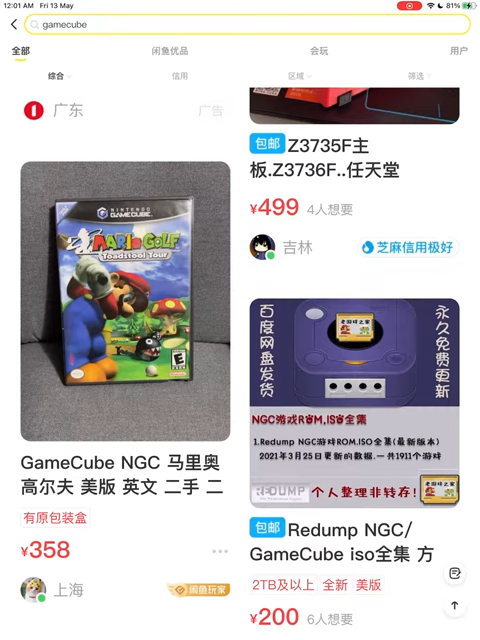 12:01 AM Fri 13 May
81%
gamecube
全部
闲鱼优品
会玩
用户
综合
信用
区域
筛选
广东
广告
NINTENDO
GAMECUBE
MARIO GOLF
Toadstool Tour
E
GameCube NGC 马里奥
高尔夫 美版 英文 二手 二
有原包装盒
¥358
上海
闲鱼玩家
包邮 Z3735F主
板.Z3736F..任天堂
¥499 4人想要
吉林
芝麻信用极好
百度网盘发货
老游戏之家
永久免费更新
NGC游戏ROM,ISO全集
1.Redump NGC游戏ROM.ISO全集(最新版本)
2021年3月25日更新的数据.一共1911个游戏
REDUMP
个人整理非转存!
老游戏之家
包邮 Redump NGC/
GameCube iso全集 方
2TB及以上 全新 美版
¥200 6人想要